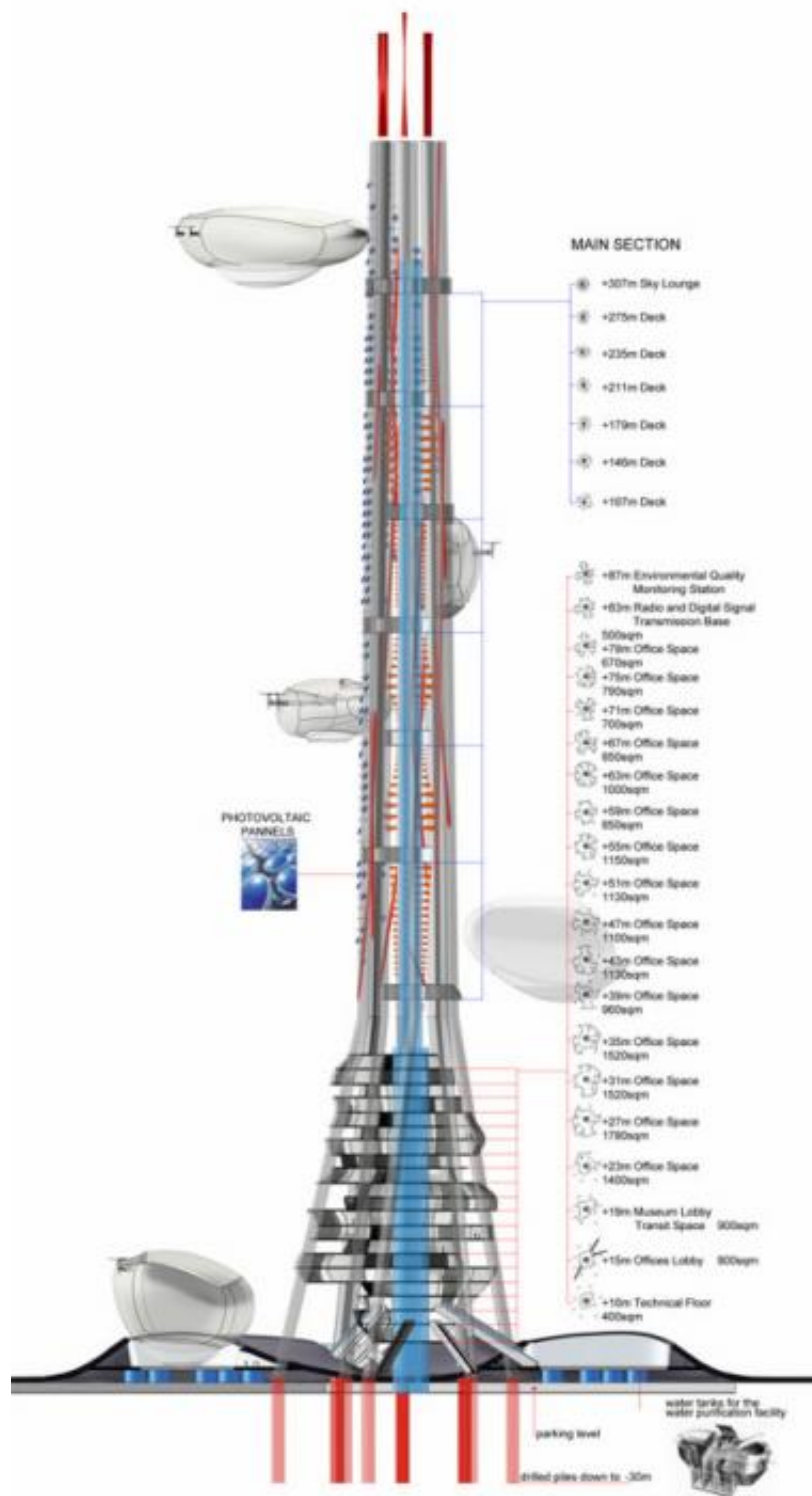 MAIN SECTION
+307m Sky Lounge
+275m Deck
+235m Deck
+211m Deck
+179m Deck
+146m Deck
+107m Deck
+87m Environmental Quality
Monitoring Station
+83m Radio and Digital Signal
Transmission Base
500sqm
+79m Office Space
670sqm
+75m Office Space
790sqm
+71m Office Space
700sqm
+67m Office Space
850sqm
+63m Office Space
1000sqm
+59m Office Space
850sqm
+55m Office Space
1150sqm
+51m Office Space
1130sqm
+47m Office Space
1100sqm
+43m Office Space
1130sqm
+39m Office Space
960sqm
+35m Office Space
1520sqm
+31m Office Space
1520sqm
+27m Office Space
1780sqm
+23m Office Space
1400sqm
+19m Museum Lobby
Transit Space 900sqm
+15m Offices Lobby 800sqm
+10m Technical Floor
400sqm
PHOTOVOLTAIC
PANNELS
water tanks for the
water purification facility
parking level
drilled piles down to -30m